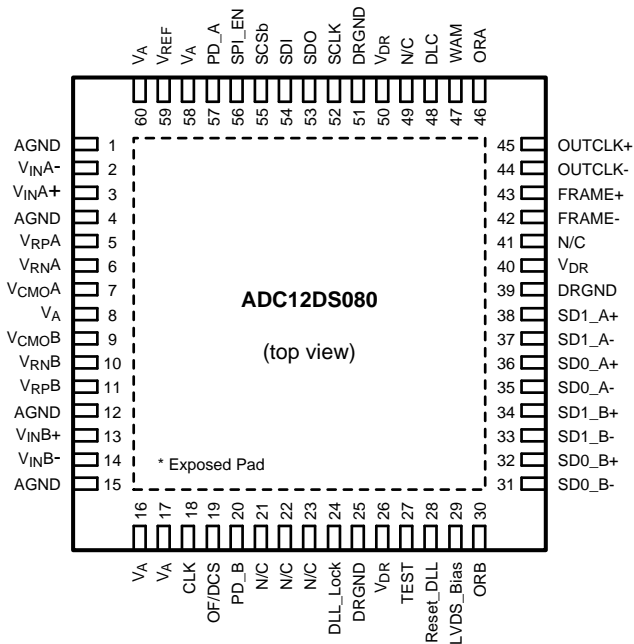 VA
VREF
VA
PD_A
SPI_EN
SCSb
SDI
SDO
SCLK
DRGND
VDR
N/C
DLC
WAM
ORA
60
59
58
57
56
55
54
53
52
51
50
49
48
47
46
AGND 1
VINA- 2
VINA+ 3
AGND 4
VRPA 5
VRNA 6
VCMOA 7
VA 8
VCMOB 9
VRNB 10
VRPB 11
AGND 12
VINB+ 13
VINB- 14
AGND 15
ADC12DS080
(top view)
* Exposed Pad
45 OUTCLK+
44 OUTCLK-
43 FRAME+
42 FRAME-
41 N/C
40 VDR
39 DRGND
38 SD1_A+
37 SD1_A-
36 SD0_A+
35 SD0_A-
34 SD1_B+
33 SD1_B-
32 SD0_B+
31 SD0_B-
16
17
18
19
20
21
22
23
24
25
26
27
28
29
30
VA
VA
CLK
OF/DCS
PD_B
N/C
N/C
N/C
DLL_Lock
DRGND
VDR
TEST
Reset_DLL
LVDS_Bias
ORB